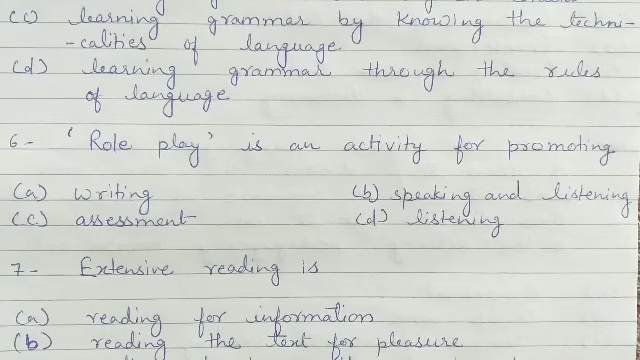 (c) learning grammar by knowing the techni-
-calities of language
(d) learning grammar through the rules
of language
6- 'Role play' is an activity for promoting
(a) writing (b) speaking and listening
(c) assessment (d) listening
7- Extensive reading is
(a) reading for information
(b) reading the text for pleasure